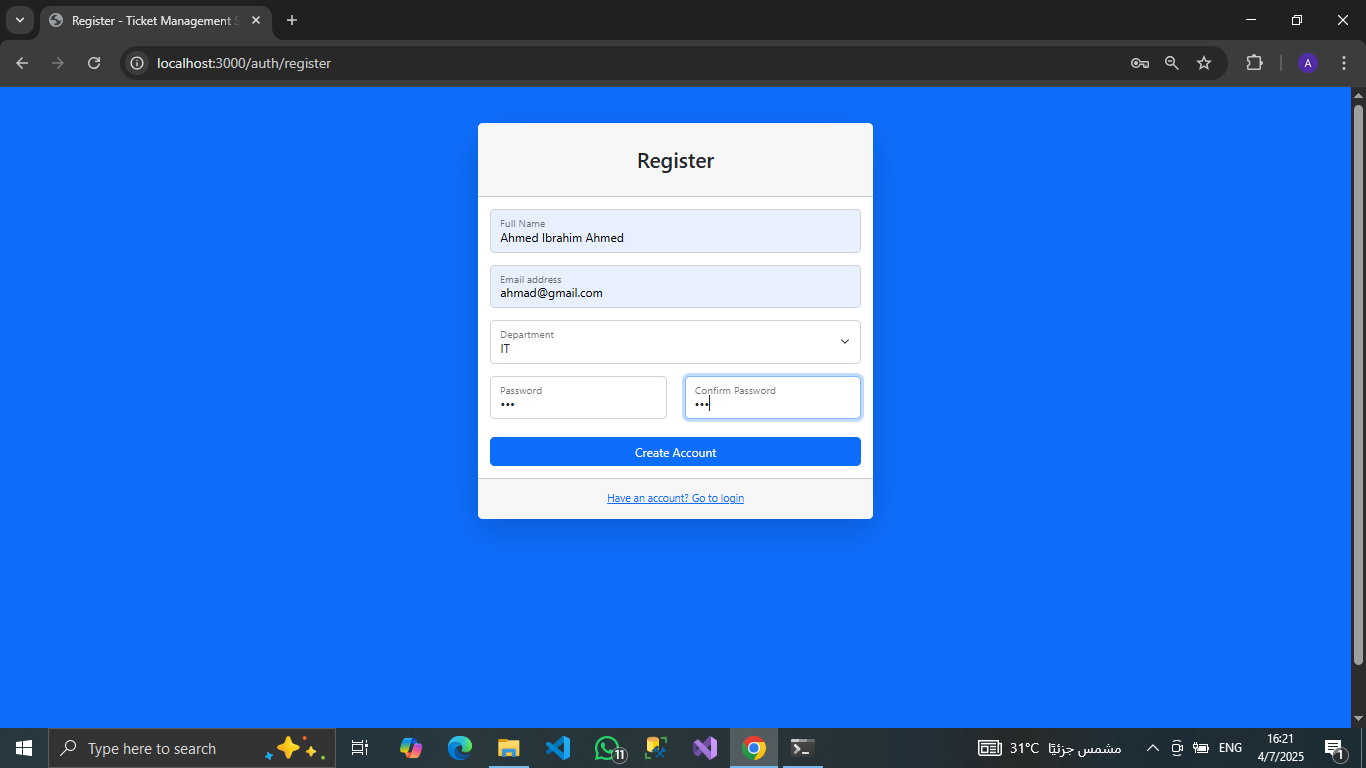 Register - Ticket Management S
localhost:3000/auth/register
A
Register
Full Name
Ahmed Ibrahim Ahmed
Email address
ahmad@gmail.com
Department
IT
Password
•••
Confirm Password
•••
Create Account
Have an account? Go to login
Type here to search
11
31°C مشمس جزئيًا
ENG
16:21
4/7/2025
1